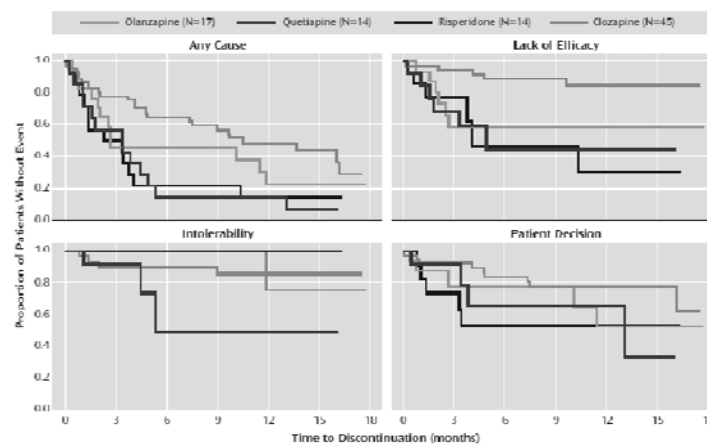 Olanzapine (N=17) Quetiapine (N=14) Risperidone (N=14) Clozapine (N=45)
Any Cause Lack of Efficacy
Proportion of Patients Without Event
1.0
0.8
0.6
0.4
0.2
0.0
Intolerability Patient Decision
1.0
0.8
0.6
0.4
0.2
0.0
0 3 6 9 12 15 18 0 3 6 9 12 15 18
Time to Discontinuation (months)